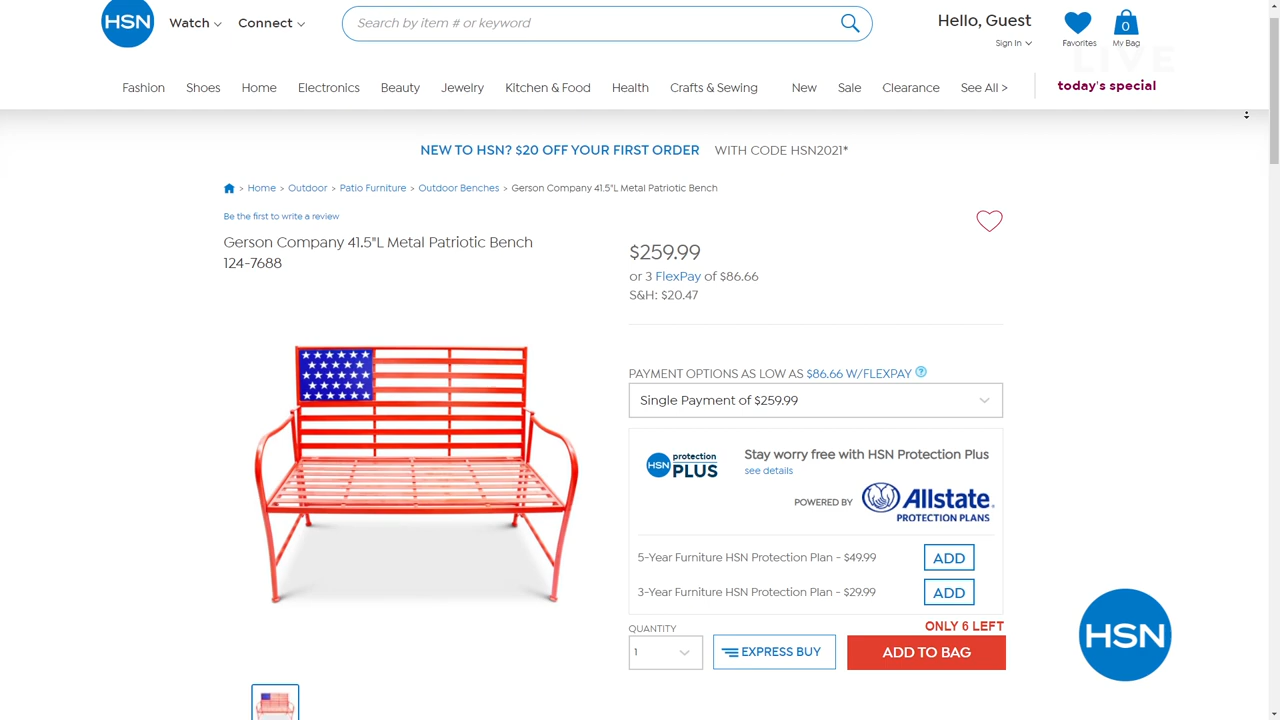 HSN
Watch
Connect
Search by item # or keyword
Hello, Guest
Sign In
Favorites
0
My Bag
LIVE
Fashion
Shoes
Home
Electronics
Beauty
Jewelry
Kitchen & Food
Health
Crafts & Sewing
New
Sale
Clearance
See All >
today's special
NEW TO HSN? $20 OFF YOUR FIRST ORDER WITH CODE HSN2021*
> Home > Outdoor > Patio Furniture > Outdoor Benches > Gerson Company 41.5"L Metal Patriotic Bench
Be the first to write a review
Gerson Company 41.5"L Metal Patriotic Bench
124-7688
$259.99
or 3 FlexPay of $86.66
S&H: $20.47
PAYMENT OPTIONS AS LOW AS $86.66 W/FLEXPAY ?
Single Payment of $259.99
HSN protection PLUS
Stay worry free with HSN Protection Plus
see details
POWERED BY Allstate
PROTECTION PLANS
5-Year Furniture HSN Protection Plan - $49.99 ADD
3-Year Furniture HSN Protection Plan - $29.99 ADD
ONLY 6 LEFT
QUANTITY
1
EXPRESS BUY
ADD TO BAG
HSN